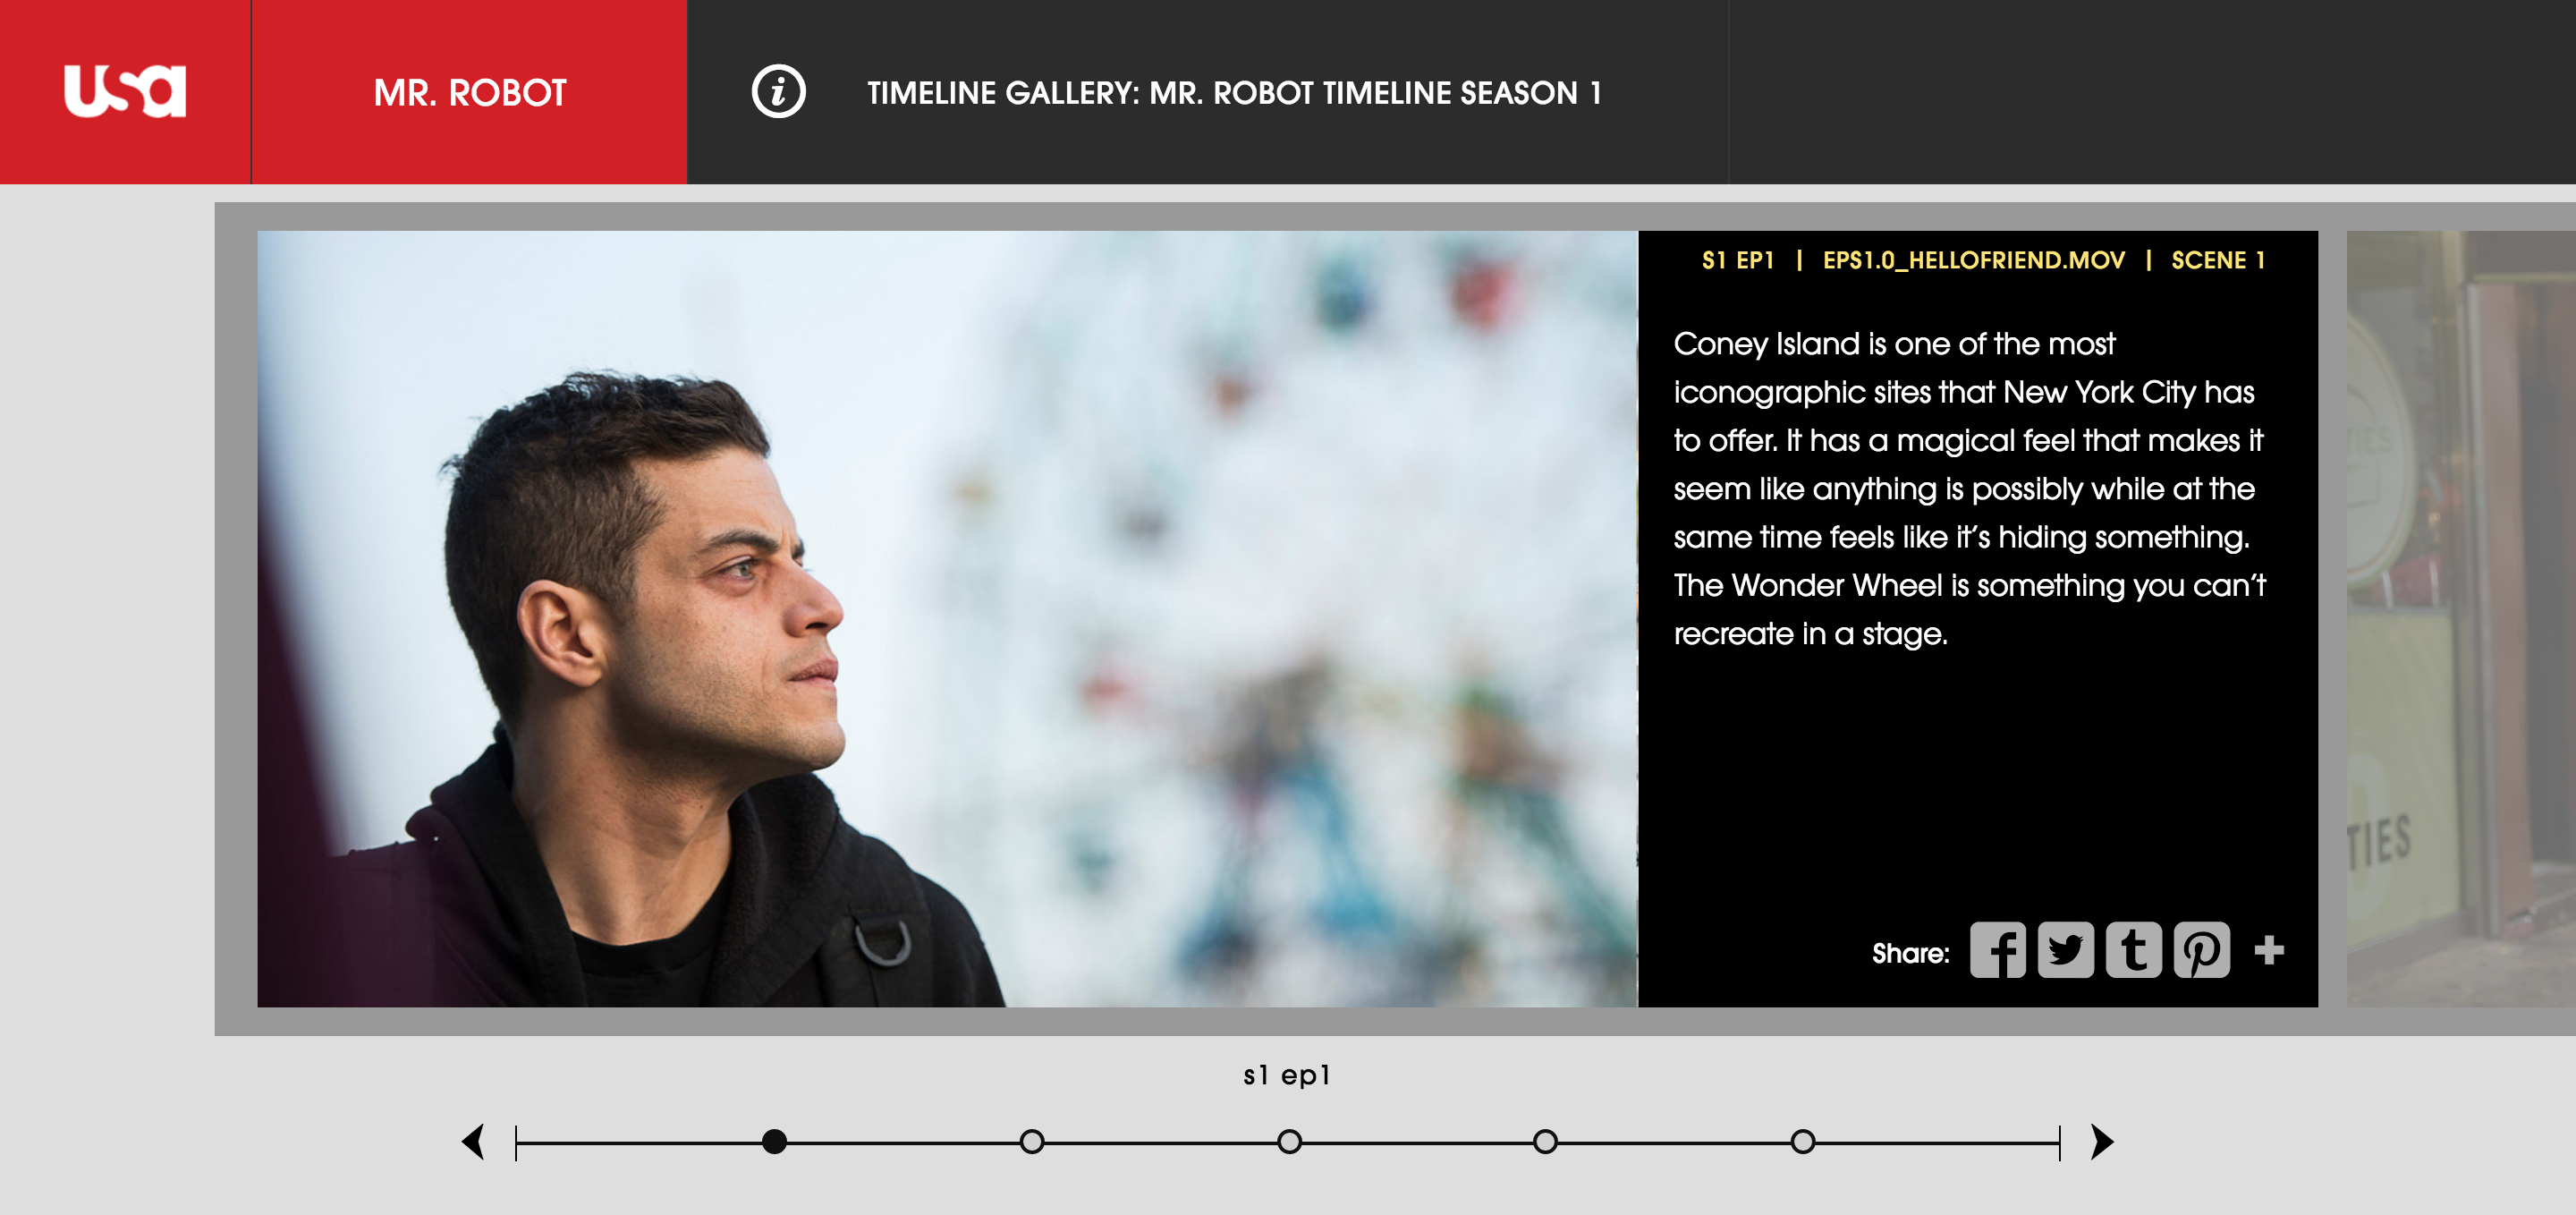 usa
MR. ROBOT
i
TIMELINE GALLERY: MR. ROBOT TIMELINE SEASON 1
S1 EP1 | EPS1.0_HELLOFRIEND.MOV | SCENE 1
Coney Island is one of the most
iconographic sites that New York City has
to offer. It has a magical feel that makes it
seem like anything is possibly while at the
same time feels like it's hiding something.
The Wonder Wheel is something you can't
recreate in a stage.
TIES
TIES
Share:
s1 ep1